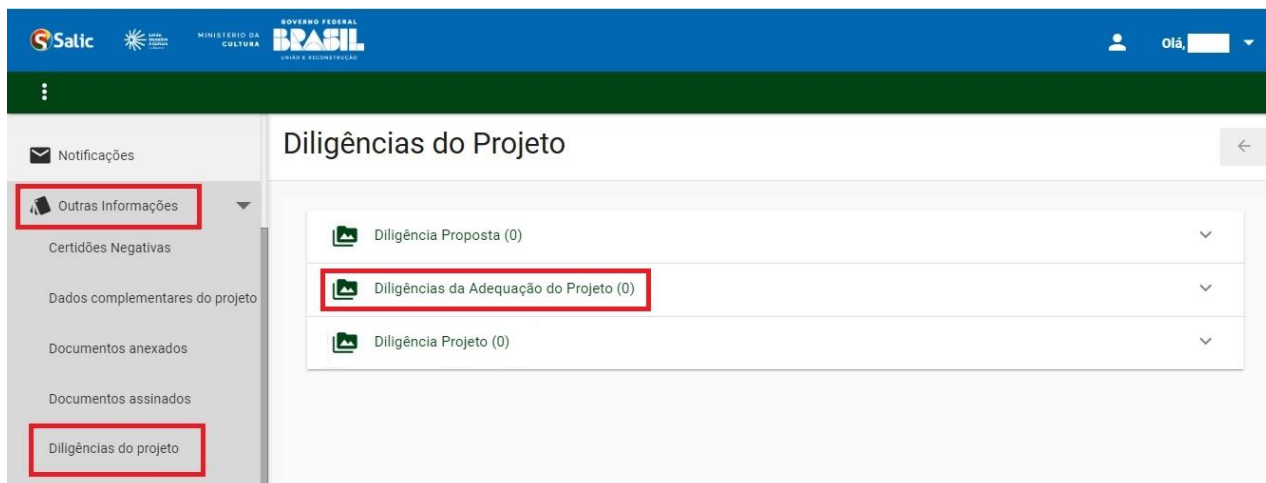 GOVERNO FEDERAL
Salic
MINISTÉRIO DA
CULTURA
BRASIL
UNIÃO E RECONSTRUÇÃO
Olá,
Notificações
Diligências do Projeto
Outras Informações
Certidões Negativas
Diligência Proposta (0)
Dados complementares do projeto
Diligências da Adequação do Projeto (0)
Documentos anexados
Diligência Projeto (0)
Documentos assinados
Diligências do projeto